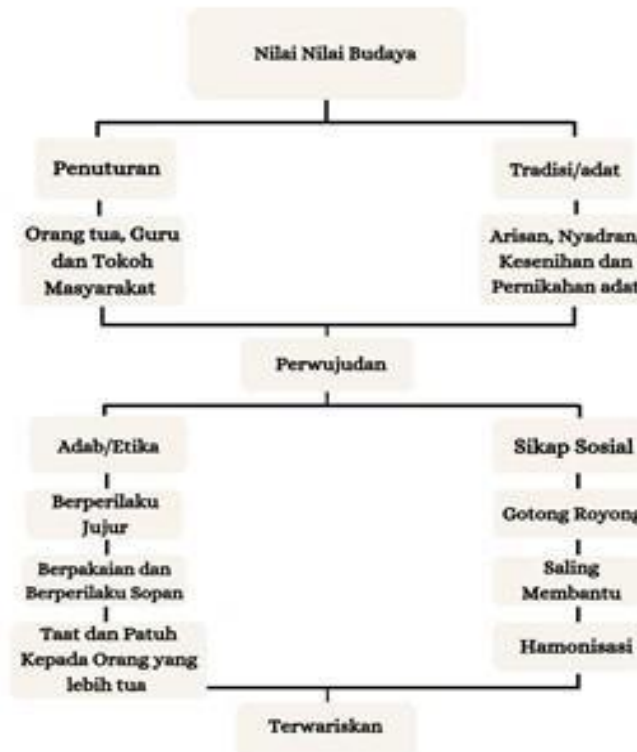 Nilai Nilai Budaya
Penuturan
Orang tua, Guru
dan Tokoh
Masyarakat
Tradisi/adat
Arisan, Nyadran,
Kesenihan dan
Pernikahan adat
Perwujudan
Adab/Etika
Berperilaku
Jujur
Berpakaian dan
Berperilaku Sopan
Taat dan Patuh
Kepada Orang yang
lebih tua
Sikap Sosial
Gotong Royong
Saling
Membantu
Hamonisasi
Terwariskan